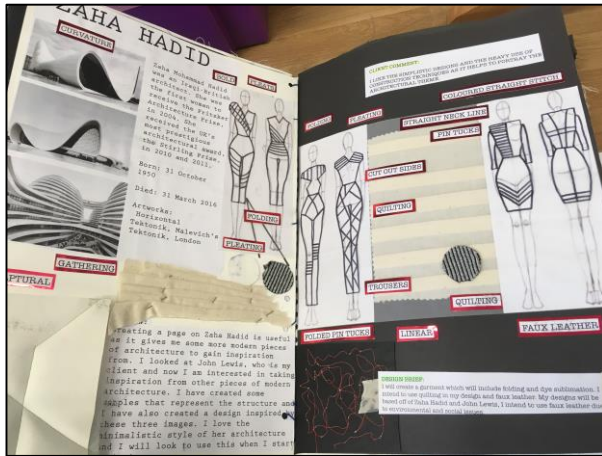 ZAHA HADID
CURVATURE
BOLD
PLEATS
Zaha Mohammad Hadid
was an Iraqi-British
architect. She was
the first women to
receive the Pritzker
Architecture Prize,
in 2004. She
received the UK's
most prestigious
architectural award,
the Stirling Prize,
in 2010 and 2011.
Born: 31 October
1950
Died: 31 March 2016
Artworks:
Horizontal
Tektonik, Malevich's
Tektonik, London
FOLDING
PLEATING
GATHERING
PTURAL
creating a page on Zaha Hadid is useful
as it gives me some more modern pieces
of architecture to gain inspiration
from. I looked at John Lewis, who is my
client and now I am interested in taking
inspiration from other pieces of modern
architecture. I have created some
samples that represent the structure and
I have also created a design inspired
these three images. I love the
minimalistic style of her architecture
and I will look to use this when I start
CLIENT COMMENT:
I LIKE THE SIMPLISTIC DESIGNS AND THE HEAVY USE OF
CONSTRUCTION TECHNIQUES AS IT HELPS TO PORTRAY THE
ARCHITECTURAL THEME.
COLOURED STRAIGHT STITCH
FOLDING
PLEATING
STRAIGHT NECK LINE
PIN TUCKS
CUT OUT SIDES
QUILTING
TROUSERS
QUILTING
FOLDED PIN TUCKS
LINEAR
FAUX LEATHER
DESIGN BRIEF:
I will create a garment which will include folding and dye sublimation. I
intend to use quilting in my design and faux leather. My designs will be
based off of Zaha Hadid and John Lewis, I intend to use faux leather due
to environmental and social issues.